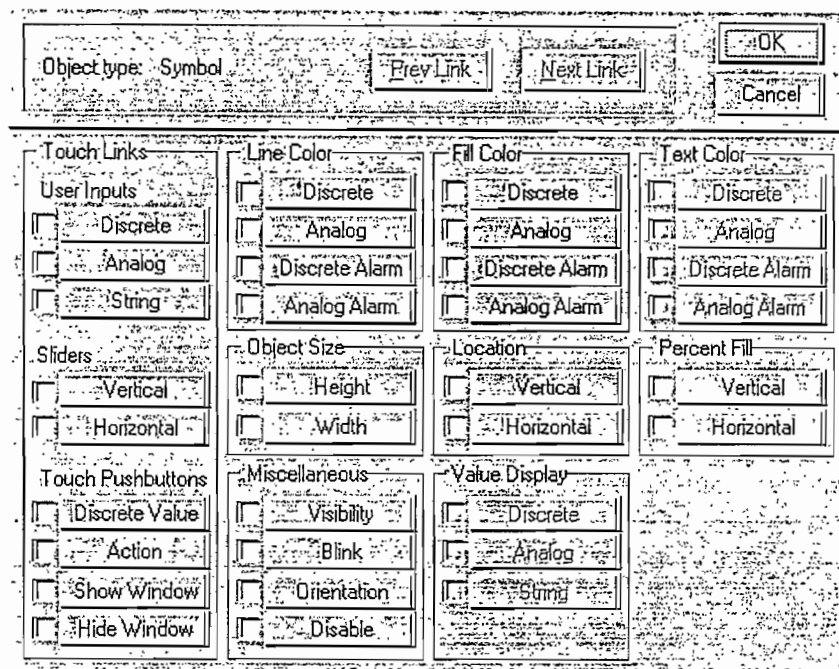 Object type: Symbol
Prev Link
Next Link
OK
Cancel
Touch Links
User Inputs
Discrete
Analog
String
Sliders
Vertical
Horizontal
Touch Pushbuttons
Discrete Value
Action
Show Window
Hide Window
Line Color
Discrete
Analog
Discrete Alarm
Analog Alarm
Object Size
Height
Width
Miscellaneous
Visibility
Blink
Orientation
Disable
Fill Color
Discrete
Analog
Discrete Alarm
Analog Alarm
Location
Vertical
Horizontal
Value Display
Discrete
Analog
String
Text Color
Discrete
Analog
Discrete Alarm
Analog Alarm
Percent Fill
Vertical
Horizontal